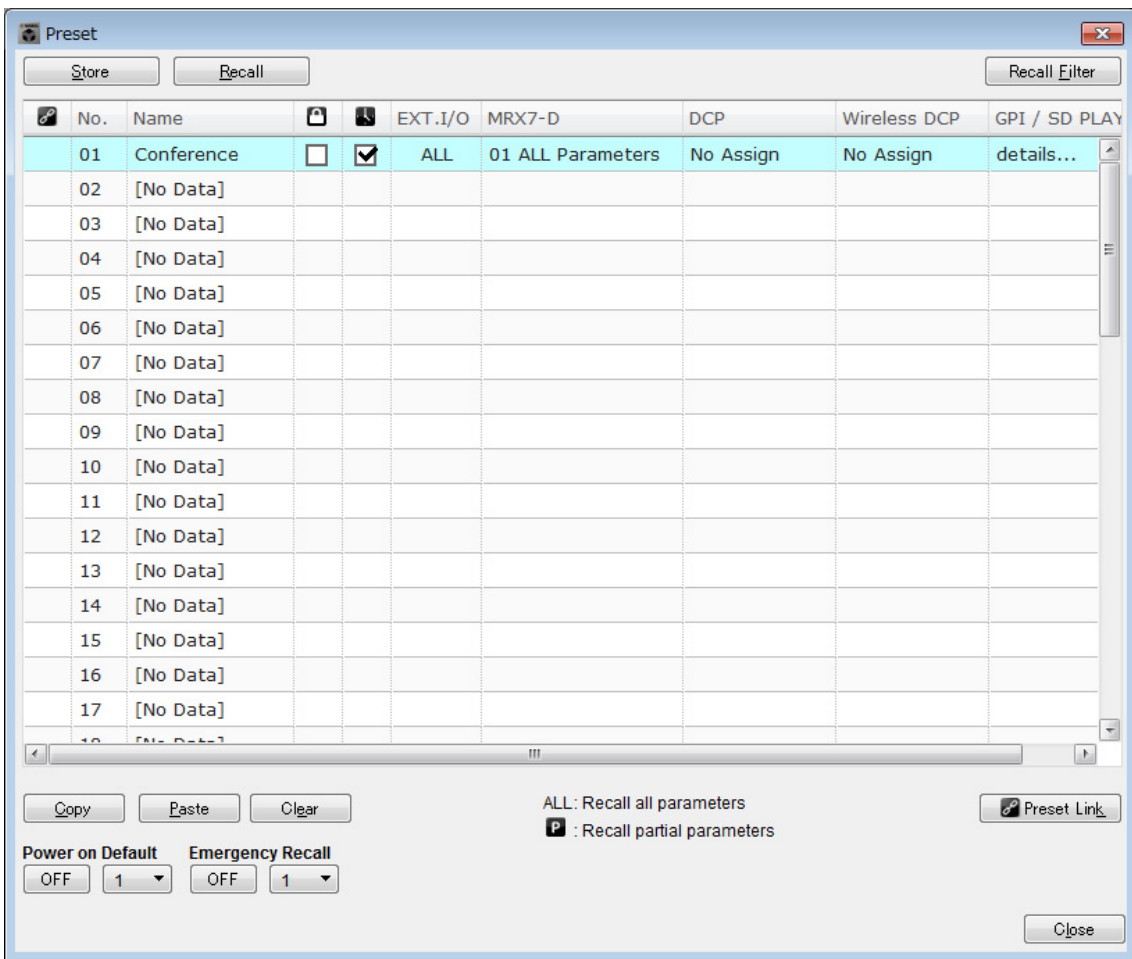 Preset
Store Recall Recall Filter
No. Name EXT.I/O MRX7-D DCP Wireless DCP GPI / SD PLAY
01 Conference ALL 01 ALL Parameters No Assign No Assign details...
02 [No Data]
03 [No Data]
04 [No Data]
05 [No Data]
06 [No Data]
07 [No Data]
08 [No Data]
09 [No Data]
10 [No Data]
11 [No Data]
12 [No Data]
13 [No Data]
14 [No Data]
15 [No Data]
16 [No Data]
17 [No Data]
18 [No Data]
Copy Paste Clear ALL: Recall all parameters Preset Link
P : Recall partial parameters
Power on Default Emergency Recall
OFF 1 OFF 1
Close